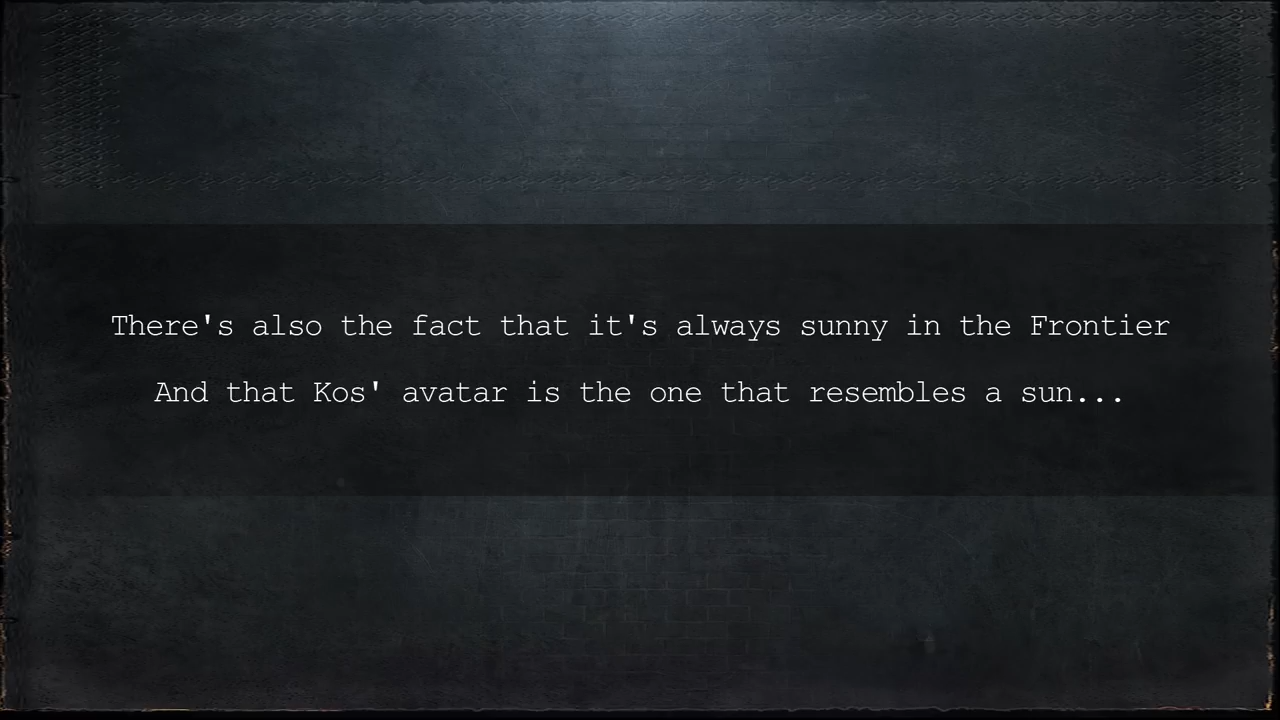 There's also the fact that it's always sunny in the Frontier
And that Kos' avatar is the one that resembles a sun...